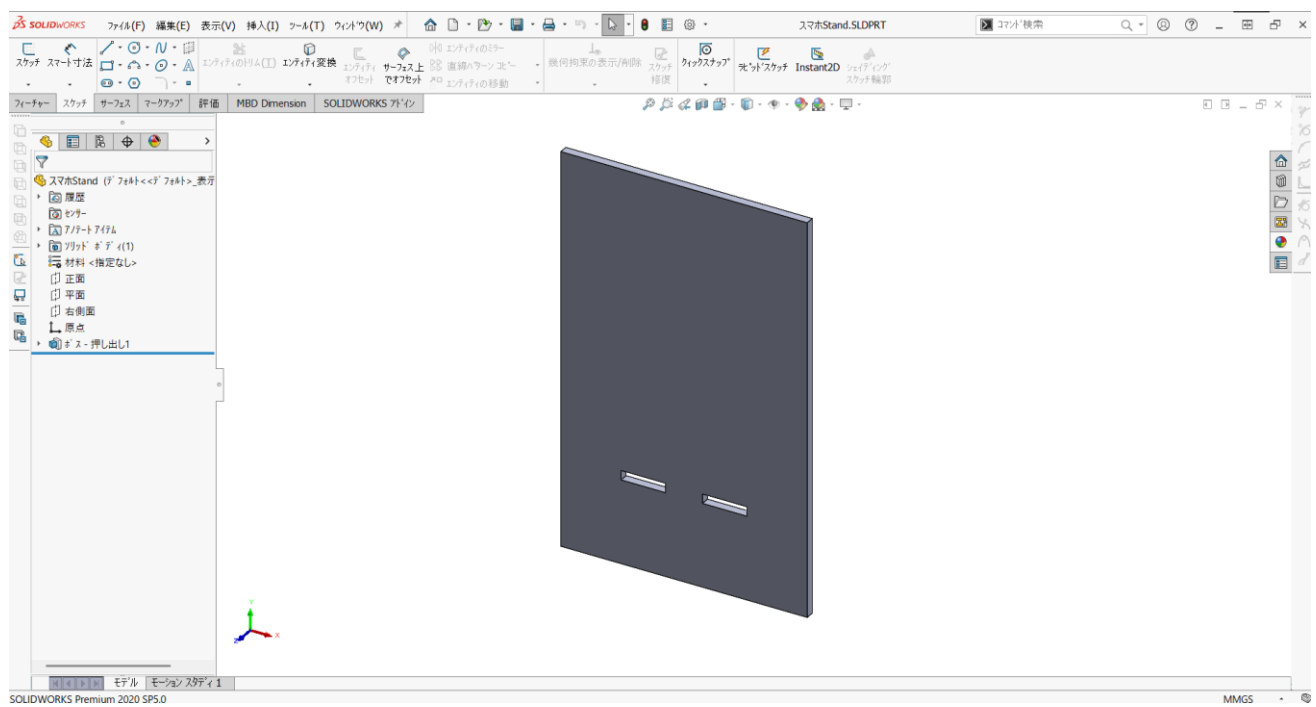 SOLIDWORKS ファイル(F) 編集(E) 表示(V) 挿入(I) ツール(T) ウィンドウ(W) スマホStand.SLDPRT コマンド検索
スケッチ スマート寸法 エンティティのトリム(T) エンティティ変換 エンティティオフセット サーフェス上でオフセット エンティティのミラー 幾何拘束の表示/削除 スケッチ修復 クイックスナップ ラピッドスケッチ Instant2D シェイディングスケッチ輪郭
直線パターン コピー
エンティティの移動
フィーチャー スケッチ サーフェス マークアップ 評価 MBD Dimension SOLIDWORKS アドイン
スマホStand (デフォルト<<デフォルト>_表示
履歴
センサー
アノテート アイテム
ソリッド ボディ(1)
材料 <指定なし>
正面
平面
右側面
原点
ボス - 押し出し1
Y
Z X
モデル モーション スタディ 1
SOLIDWORKS Premium 2020 SP5.0 MMGS